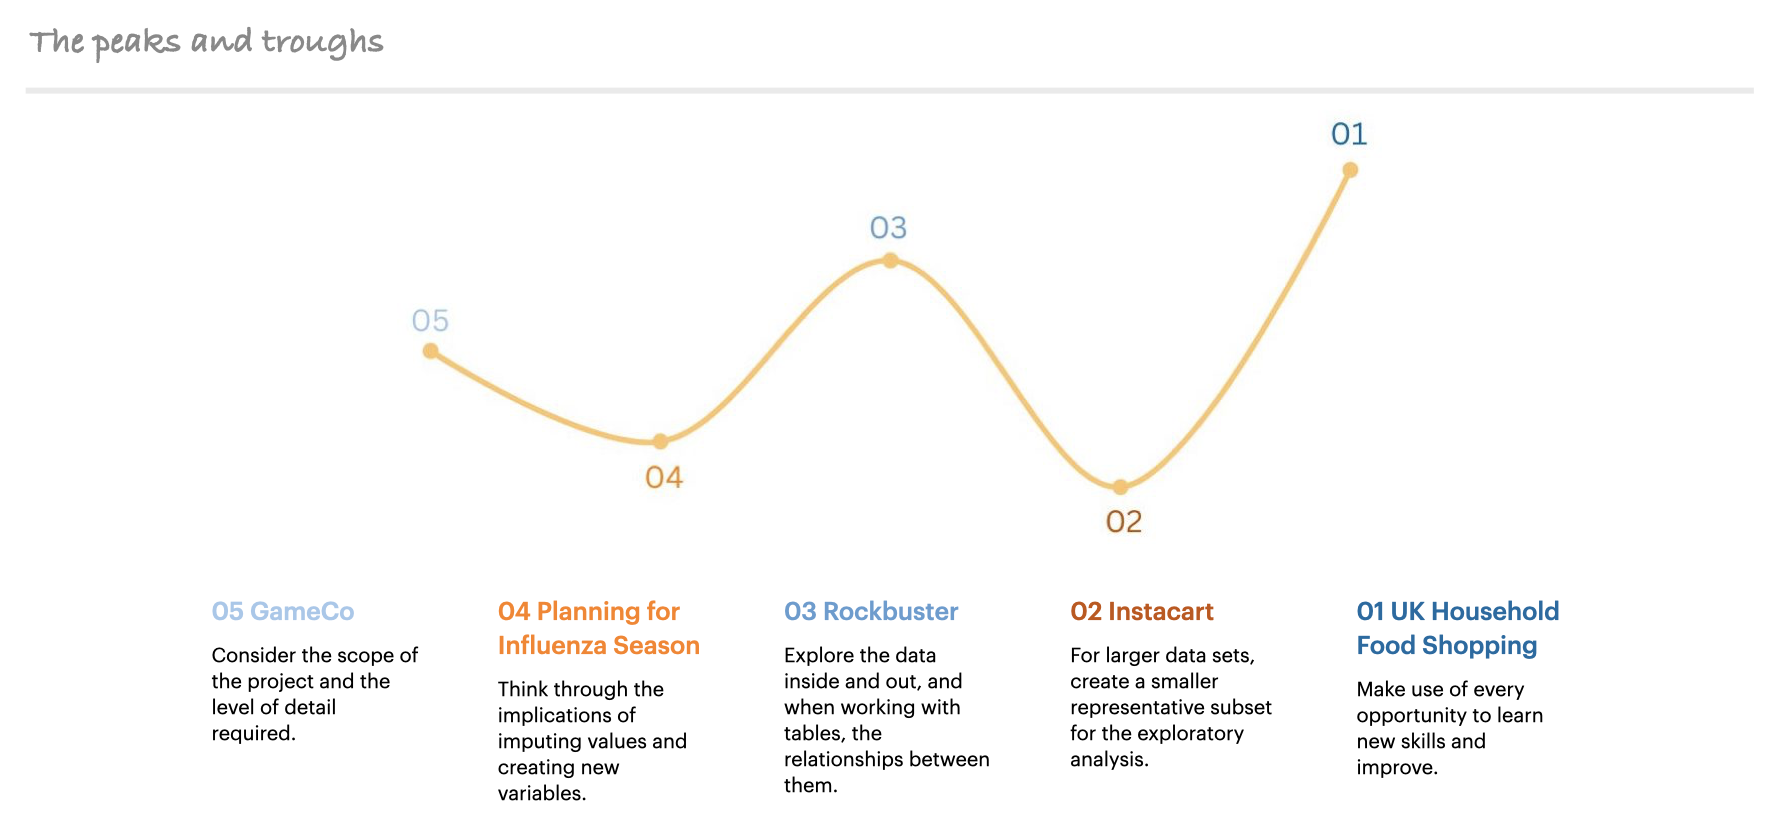 The peaks and troughs
01
03
05
04
02
05 GameCo
Consider the scope of
the project and the
level of detail
required.
04 Planning for
Influenza Season
Think through the
implications of
imputing values and
creating new
variables.
03 Rockbuster
Explore the data
inside and out, and
when working with
tables, the
relationships between
them.
02 Instacart
For larger data sets,
create a smaller
representative subset
for the exploratory
analysis.
01 UK Household
Food Shopping
Make use of every
opportunity to learn
new skills and
improve.